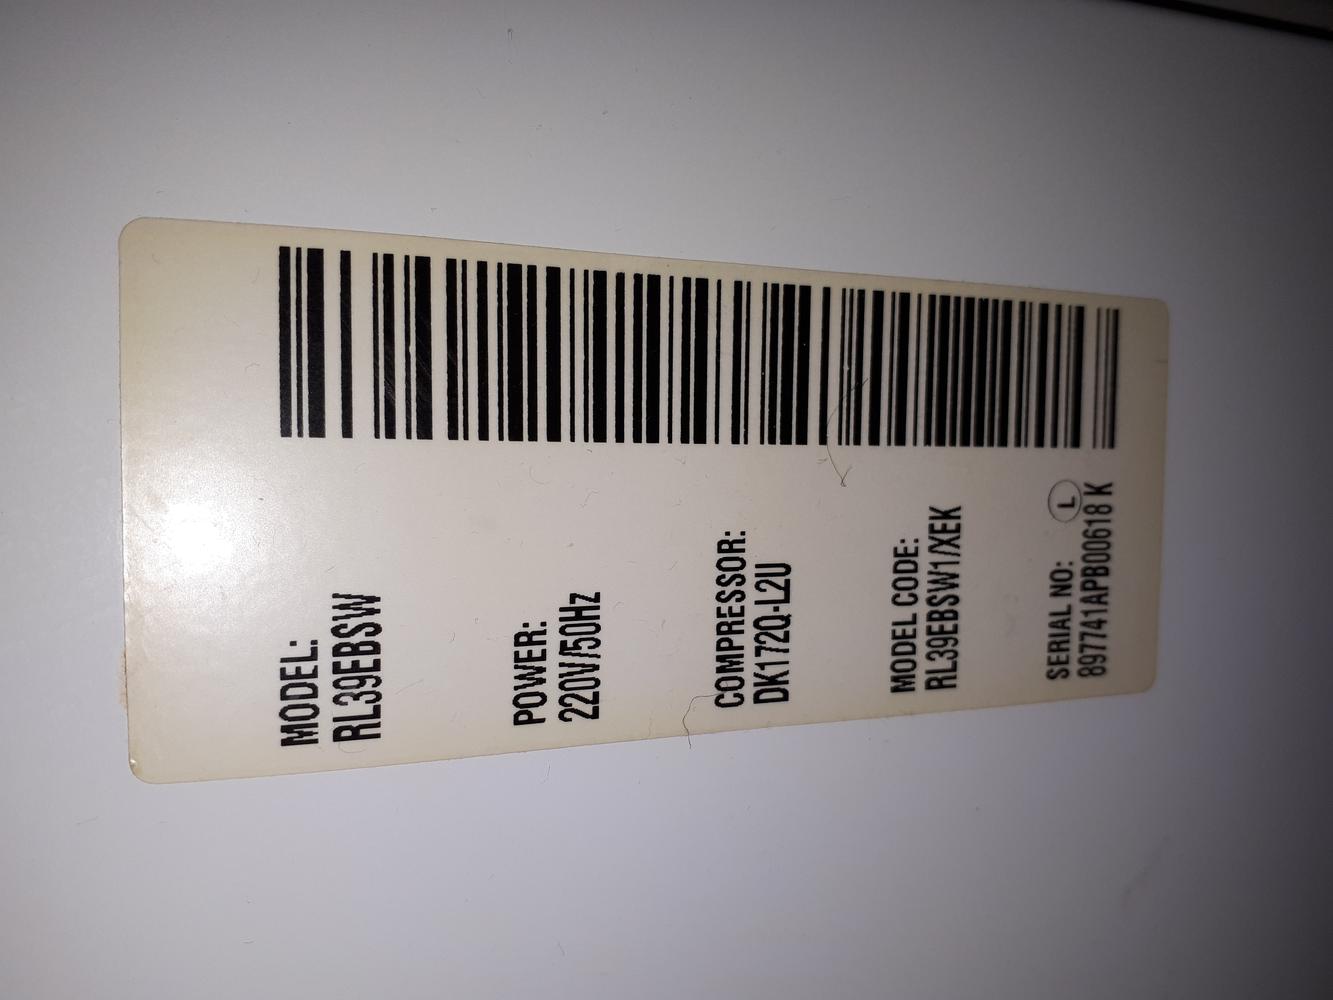 MODEL:
RL39EBSW
POWER:
220V/50Hz
COMPRESSOR:
DK172Q-L2U
MODEL CODE:
RL39EBSW1/XEK
SERIAL NO: L
897741APB00618 K